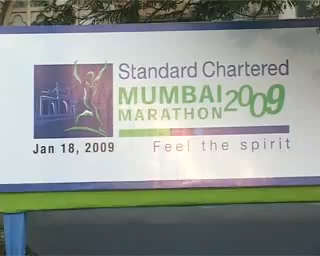 Standard Chartered
MUMBAI 2009
MARATHON
Jan 18, 2009
Feel the spirit